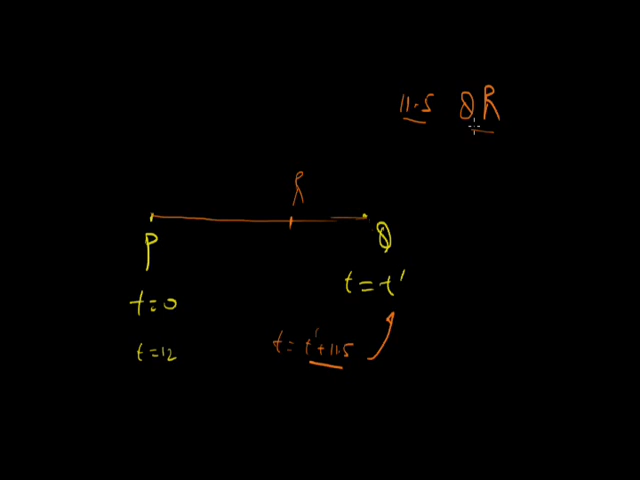 11.5 QR
R
P
Q
t = t'
t = 0
t = 12
t = t' + 11.5